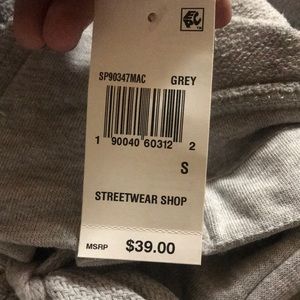 SP90347MAC GREY
1 90040 60312 2
S
STREETWEAR SHOP
MSRP $39.00